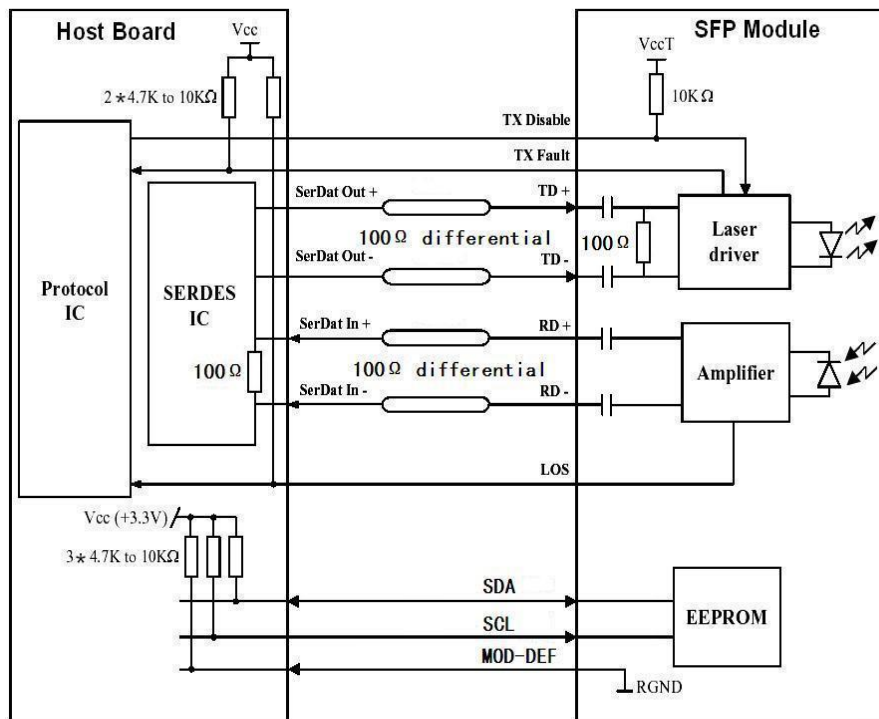 Host Board
SFP Module
Vcc
VccT
2*4.7K to 10KΩ
10KΩ
TX Disable
TX Fault
SerDat Out +
TD +
100Ω differential
100Ω
Laser
driver
SerDat Out -
TD -
Protocol
IC
SERDES
IC
SerDat In +
RD +
100Ω
100Ω differential
Amplifier
SerDat In -
RD -
LOS
Vcc (+3.3V)
3*4.7K to 10KΩ
SDA
EEPROM
SCL
MOD-DEF
RGND